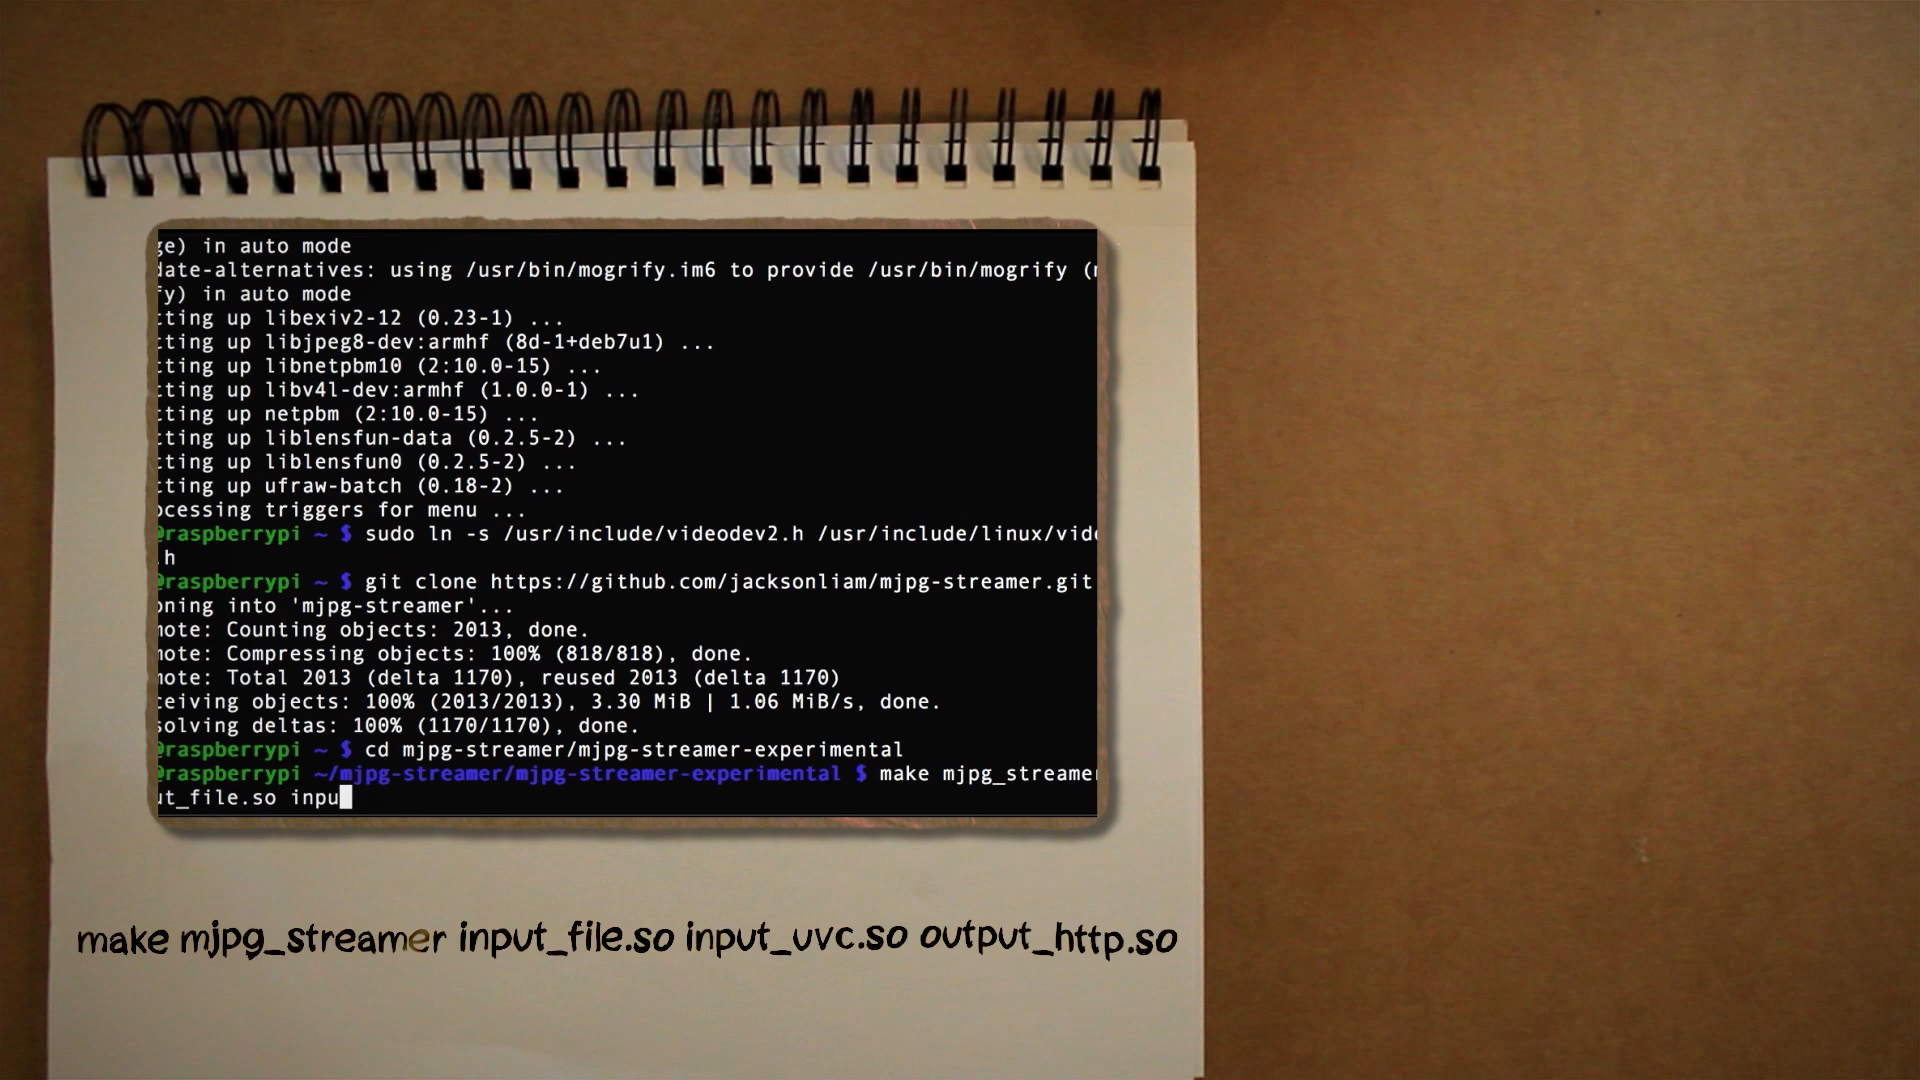 ge) in auto mode
date-alternatives: using /usr/bin/mogrify.im6 to provide /usr/bin/mogrify (
fy) in auto mode
tting up libexiv2-12 (0.23-1) ...
tting up libjpeg8-dev:armhf (8d-1+deb7u1) ...
tting up libnetpbm10 (2:10.0-15) ...
tting up libv4l-dev:armhf (1.0.0-1) ...
tting up netpbm (2:10.0-15) ...
tting up liblensfun-data (0.2.5-2) ...
tting up liblensfun0 (0.2.5-2) ...
tting up ufraw-batch (0.18-2) ...
ocessing triggers for menu ...
@raspberrypi ~ $ sudo ln -s /usr/include/videodev2.h /usr/include/linux/vide
.h
@raspberrypi ~ $ git clone https://github.com/jacksonliam/mjpg-streamer.git
oning into 'mjpg-streamer'...
mote: Counting objects: 2013, done.
mote: Compressing objects: 100% (818/818), done.
mote: Total 2013 (delta 1170), reused 2013 (delta 1170)
ceiving objects: 100% (2013/2013), 3.30 MiB | 1.06 MiB/s, done.
solving deltas: 100% (1170/1170), done.
@raspberrypi ~ $ cd mjpg-streamer/mjpg-streamer-experimental
@raspberrypi ~/mjpg-streamer/mjpg-streamer-experimental $ make mjpg_streamer
ut_file.so inpu
make mjpg_streamer input_file.so input_uvc.so output_http.so